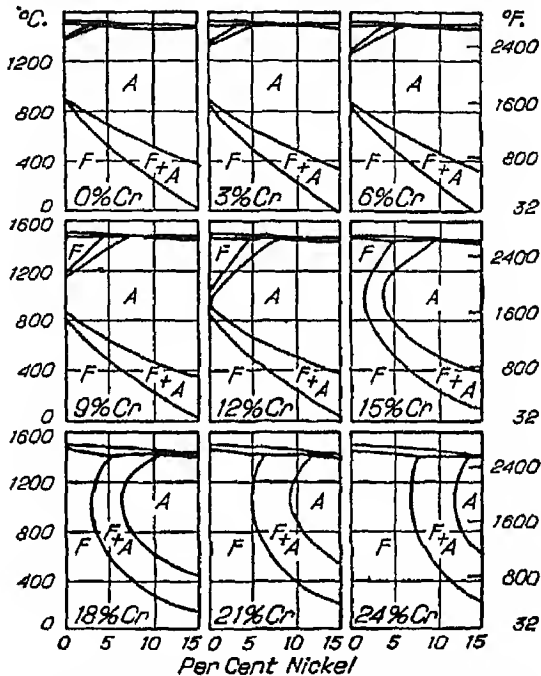 °C. °F.
1200 A 2400
800 1600
400 F F+A 800
0 0%Cr 3%Cr 6%Cr 32
F F+A F F+A
1600
F F 2400
1200 A A F A
800 1600
400 F F+A F F+A F+A 800
0 9%Cr 12%Cr 15%Cr 32
1600
2400
1200 A A A
800 F F+A F F+A F F+A 1600
400 800
0 18%Cr 21%Cr 24%Cr 32
0 5 10 15 0 5 10 15 0 5 10 15
Per Cent Nickel